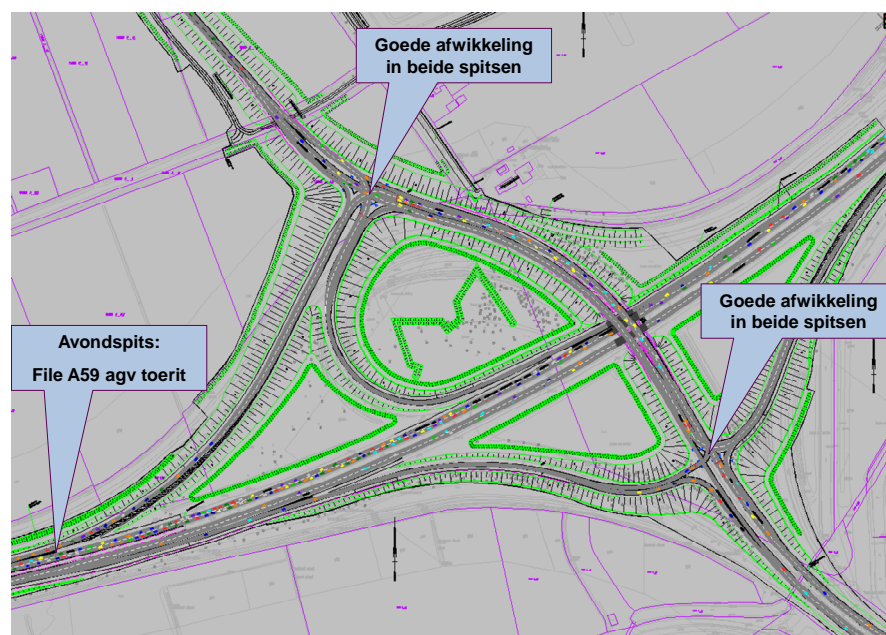 Goede afwikkeling
in beide spitsen
Goede afwikkeling
in beide spitsen
Avondspits:
File A59 agv toerit